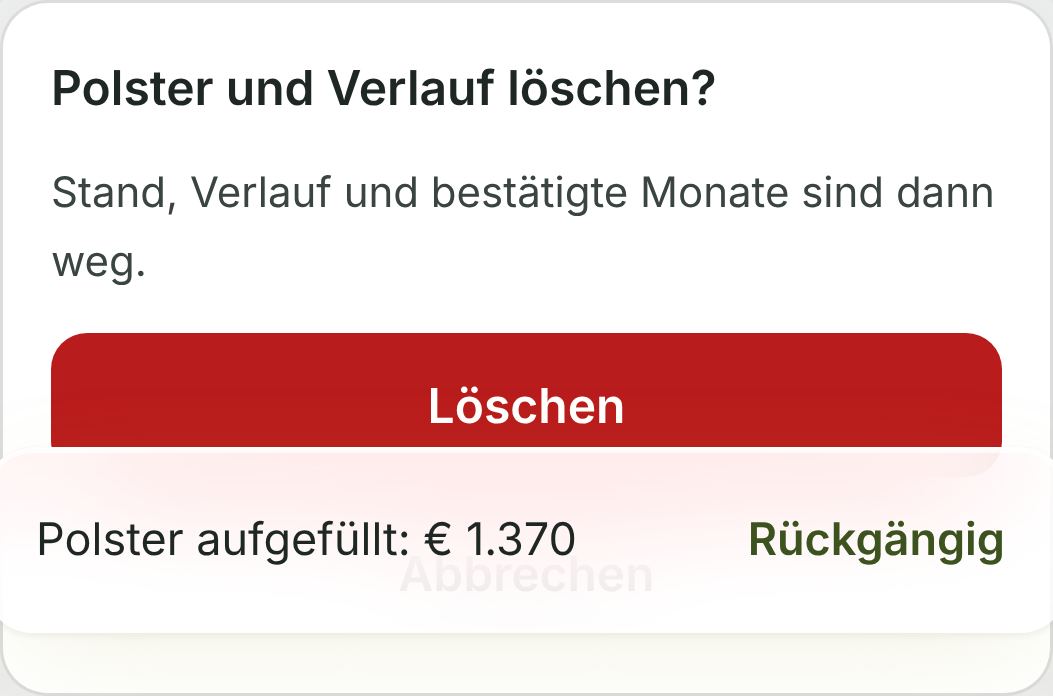 Polster und Verlauf löschen?
Stand, Verlauf und bestätigte Monate sind dann
weg.
Löschen
Polster aufgefüllt: € 1.370 Rückgängig
Abbrechen